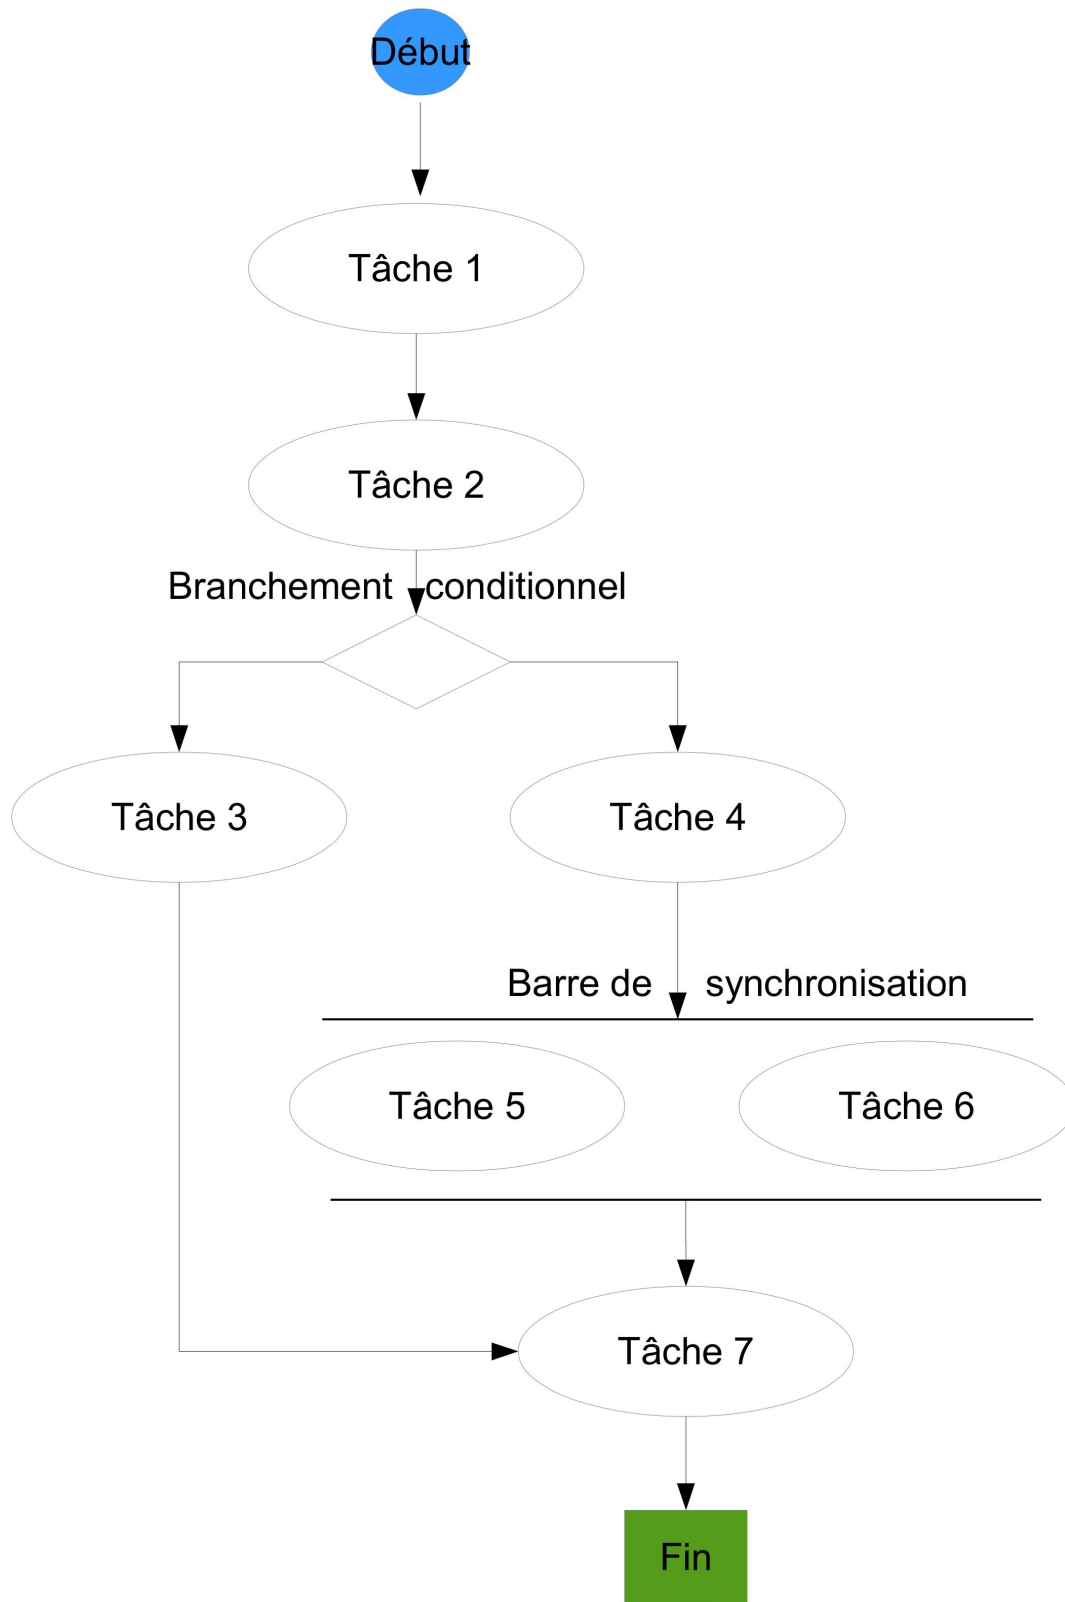 Début
Tâche 1
Tâche 2
Branchement conditionnel
Tâche 3
Tâche 4
Barre de synchronisation
Tâche 5
Tâche 6
Tâche 7
Fin